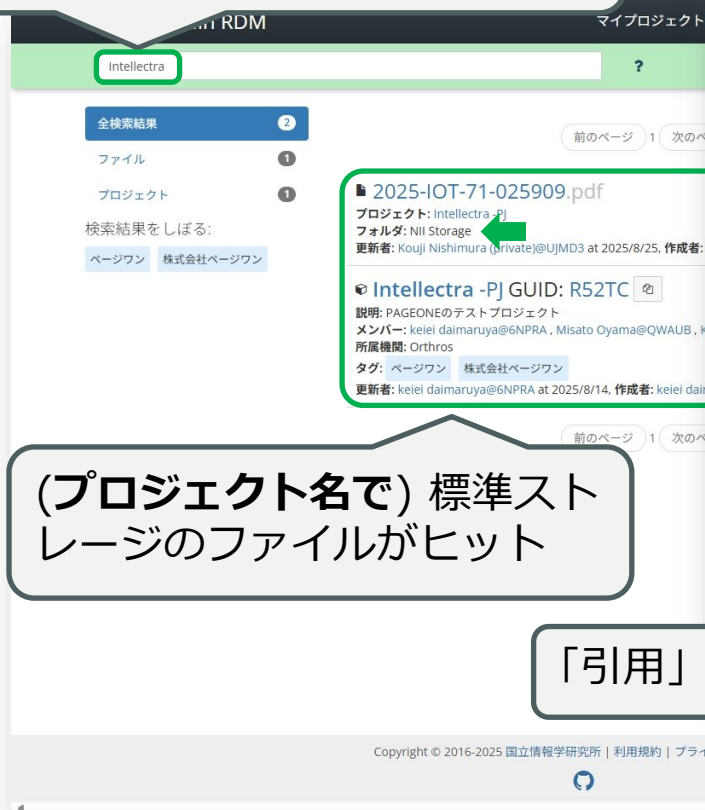 RDM
マイプロジェクト
Intellectra
?
全検索結果 2
ファイル 1
プロジェクト 1
検索結果をしぼる:
ページワン 株式会社ページワン
前のページ 1
2025-IOT-71-025909.pdf
プロジェクト: Intellectra -PJ
フォルダ: NII Storage
更新者: Kouji Nishimura (private)@UJMD3 at 2025/8/25, 作成者:
Intellectra -PJ GUID: R52TC
説明: PAGEONEのテストプロジェクト
メンバー: keiei daimaruya@6NPRA , Misato Oyama@QWAUB ,
所属機関: Orthros
タグ: ページワン 株式会社ページワン
更新者: keiei daimaruya@6NPRA at 2025/8/14, 作成者: keiei
前のページ 1
(プロジェクト名で) 標準スト
レージのファイルがヒット
「引用」
Copyright © 2016-2025 国立情報学研究所 | 利用規約 |